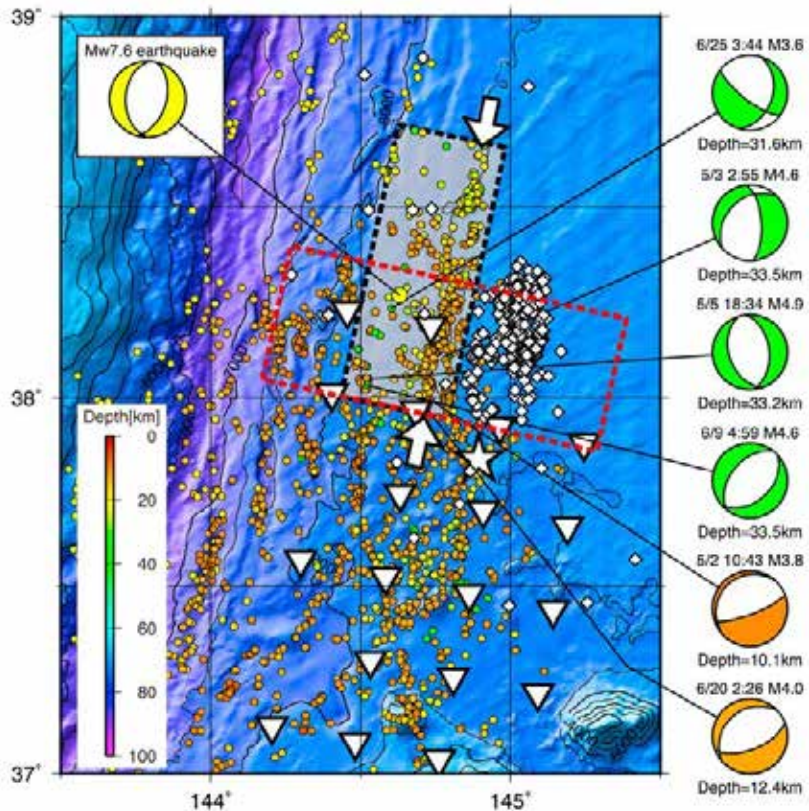 39°
Mw7.6 earthquake
6/25 3:44 M3.6
Depth=31.6km
5/3 2:55 M4.6
Depth=33.5km
5/5 18:34 M4.9
Depth=33.2km
38°
Depth[km]
0
20
40
60
80
100
6/9 4:59 M4.6
Depth=33.5km
5/2 10:43 M3.8
Depth=10.1km
6/20 2:26 M4.0
Depth=12.4km
37°
144°
145°